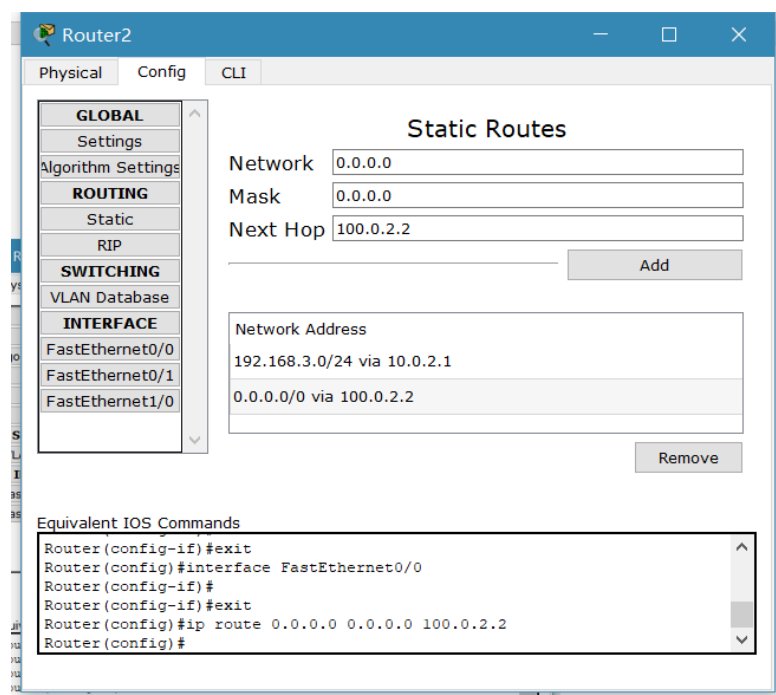 Router2
Physical Config CLI
GLOBAL
Settings
Algorithm Settings
ROUTING
Static
RIP
SWITCHING
VLAN Database
INTERFACE
FastEthernet0/0
FastEthernet0/1
FastEthernet1/0
Static Routes
Network 0.0.0.0
Mask 0.0.0.0
Next Hop 100.0.2.2
Add
Network Address
192.168.3.0/24 via 10.0.2.1
0.0.0.0/0 via 100.0.2.2
Remove
Equivalent IOS Commands
Router(config-if)#exit
Router(config)#interface FastEthernet0/0
Router(config-if)#
Router(config-if)#exit
Router(config)#ip route 0.0.0.0 0.0.0.0 100.0.2.2
Router(config)#